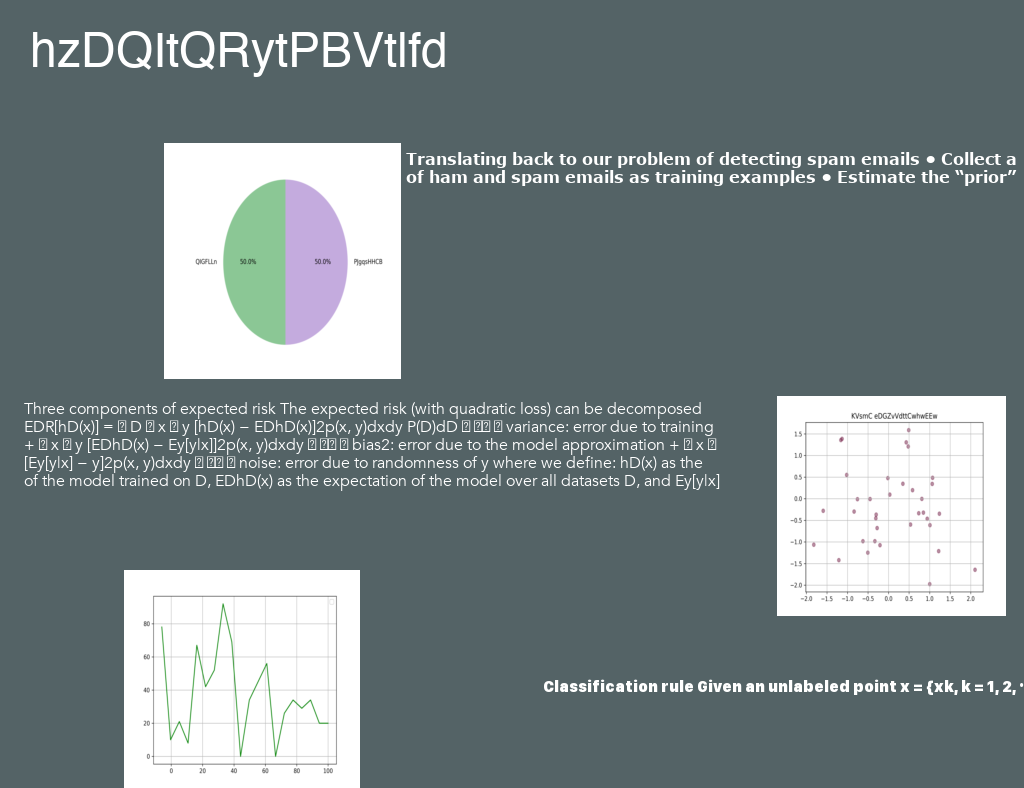 hzDQItQRytPBVtlfd
Translating back to our problem of detecting spam emails • Collect a
of ham and spam emails as training examples • Estimate the “prior”
QIGFLLn
50.0%
50.0%
PjgqsHHCB
Three components of expected risk The expected risk (with quadratic loss) can be decomposed
EDR[hD(x)] = D x y [hD(x) − EDhD(x)]2p(x, y)dxdy P(D)dD variance: error due to training
+ x y [EDhD(x) − Ey[y|x]]2p(x, y)dxdy bias2: error due to the model approximation + x
[Ey[y|x] − y]2p(x, y)dxdy noise: error due to randomness of y where we define: hD(x) as the
of the model trained on D, EDhD(x) as the expectation of the model over all datasets D, and Ey[y|x]
KVsmC eDGZvVdttCwhwEEw
1.5
1.0
0.5
0.0
−0.5
−1.0
−1.5
−2.0
−2.0 −1.5 −1.0 −0.5 0.0 0.5 1.0 1.5 2.0
80
60
40
20
0
0 20 40 60 80 100
Classification rule Given an unlabeled point x = {xk, k = 1, 2, ·